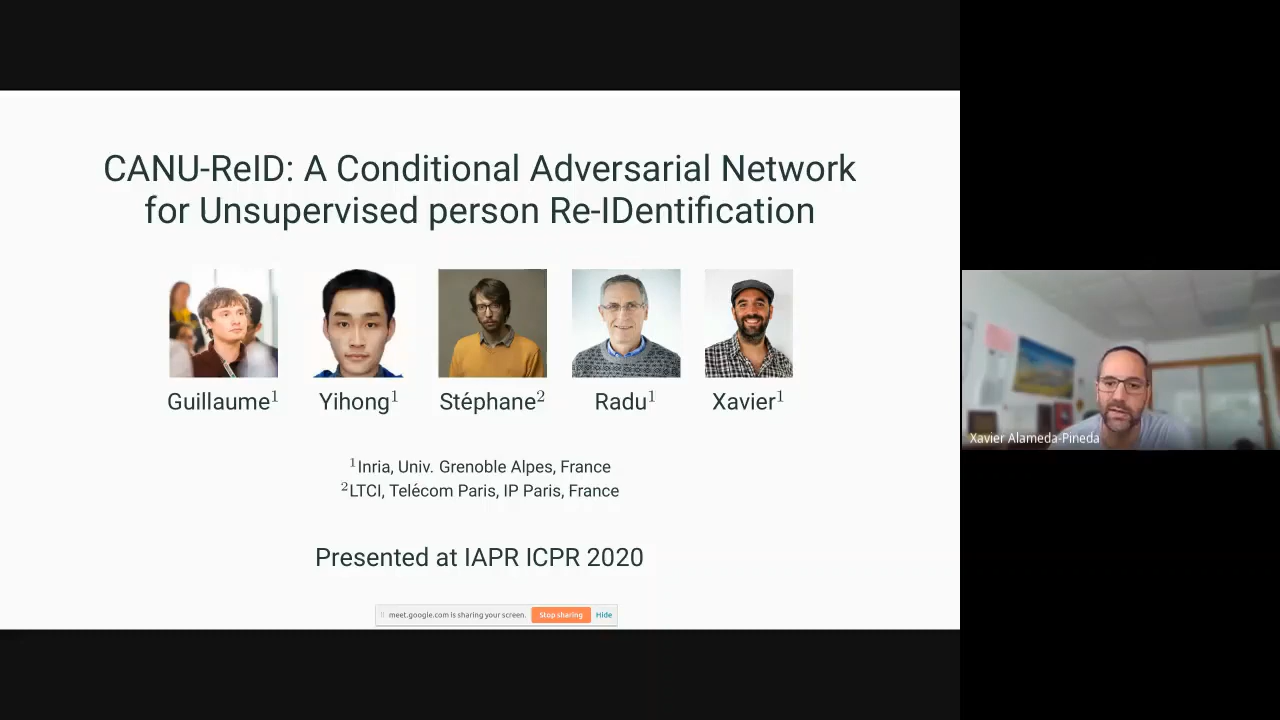 CANU-ReID: A Conditional Adversarial Network
for Unsupervised person Re-IDentification
Guillaume¹ Yihong¹ Stéphane² Radu¹ Xavier¹
¹Inria, Univ. Grenoble Alpes, France
²LTCI, Telécom Paris, IP Paris, France
Presented at IAPR ICPR 2020
meet.google.com is sharing your screen. Stop sharing Hide
Xavier Alameda-Pineda